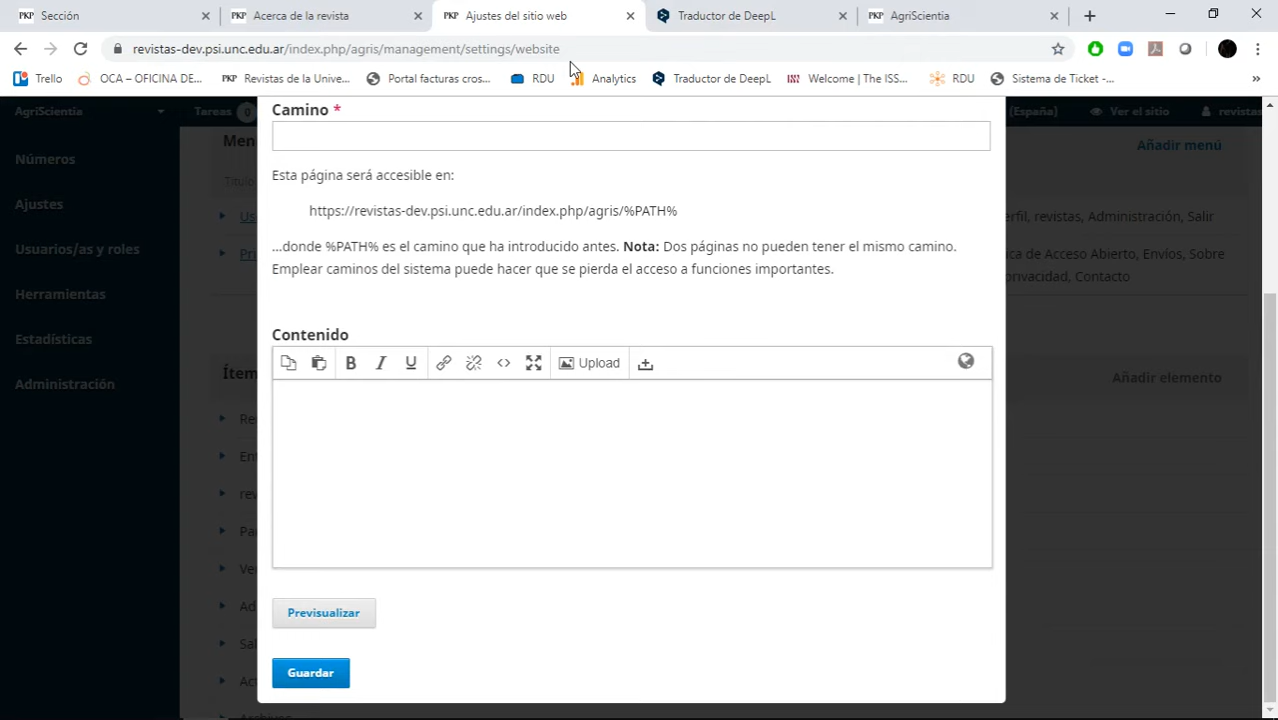 PKP Sección
PKP Acerca de la revista
PKP Ajustes del sitio web
Traductor de DeepL
PKP AgriScientia
revistas-dev.psi.unc.edu.ar/index.php/agris/management/settings/website
Trello
OCA – OFICINA DE...
PKP Revistas de la Unive...
Portal facturas cros...
RDU
Analytics
Traductor de DeepL
Welcome | The ISS...
RDU
Sistema de Ticket -...
»
AgriScientia
Tareas 0
(España)
Ver el sitio
revistas
Números
Ajustes
Usuarios/as y roles
Herramientas
Estadísticas
Administración
Men
Añadir menú
Título
Us
erfil, revistas, Administración, Salir
Pri
ica de Acceso Abierto, Envíos, Sobre
privacidad, Contacto
Camino *
Esta página será accesible en:
https://revistas-dev.psi.unc.edu.ar/index.php/agris/%PATH%
...donde %PATH% es el camino que ha introducido antes. Nota: Dos páginas no pueden tener el mismo camino.
Emplear caminos del sistema puede hacer que se pierda el acceso a funciones importantes.
Contenido
B I U <> Upload
Ítem
Añadir elemento
Re
En
rev
Pa
Ve
Ad
Sal
Act
Previsualizar
Guardar